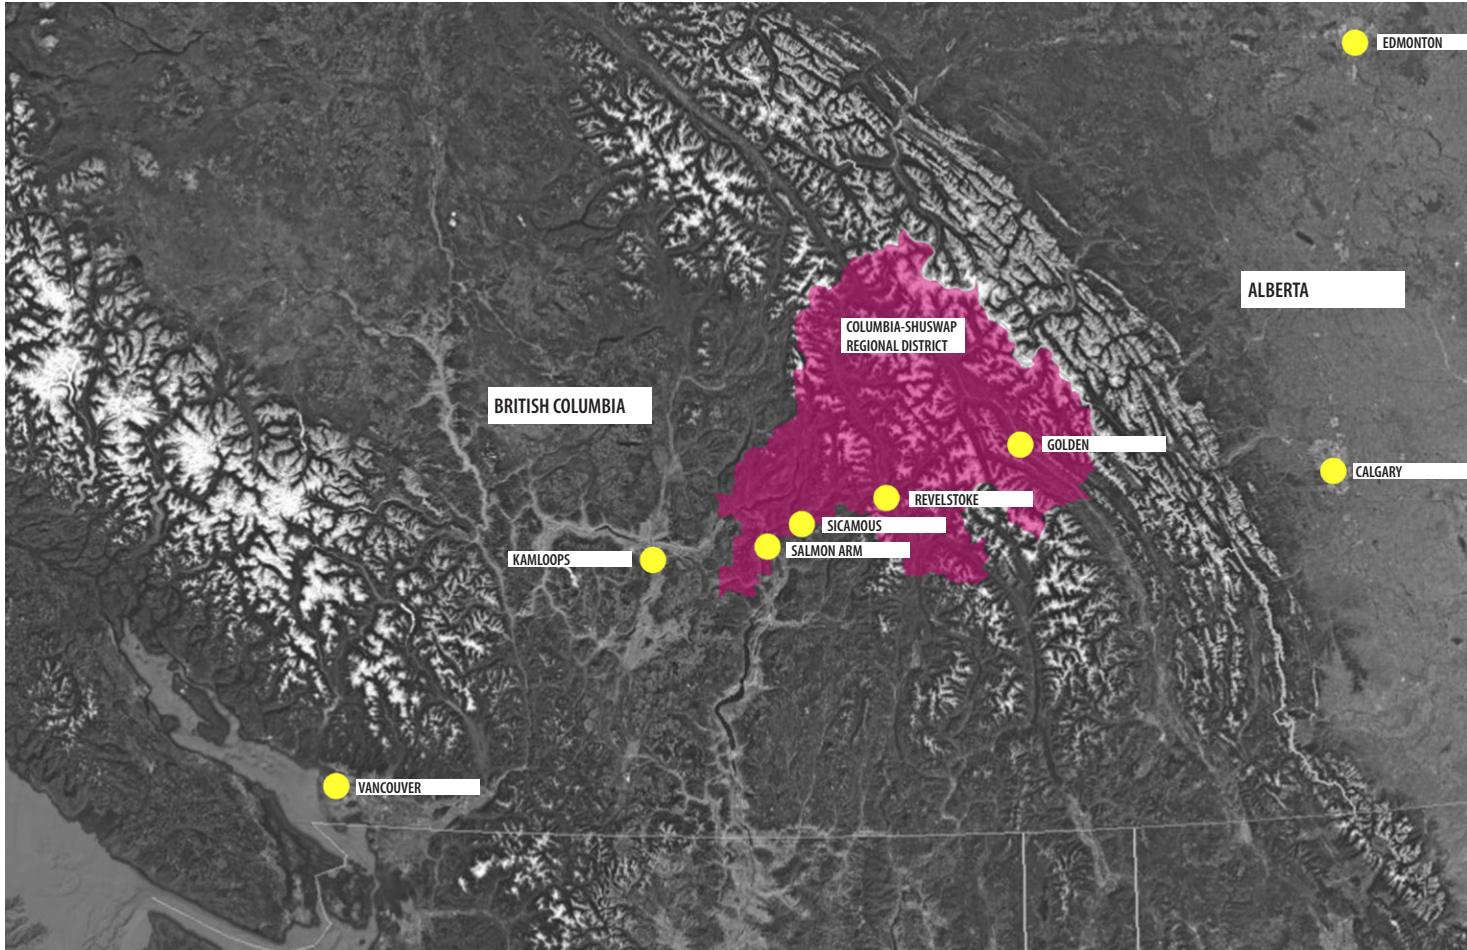 EDMONTON
ALBERTA
COLUMBIA-SHUSWAP
REGIONAL DISTRICT
BRITISH COLUMBIA
GOLDEN
CALGARY
REVELSTOKE
SICAMOUS
SALMON ARM
KAMLOOPS
VANCOUVER